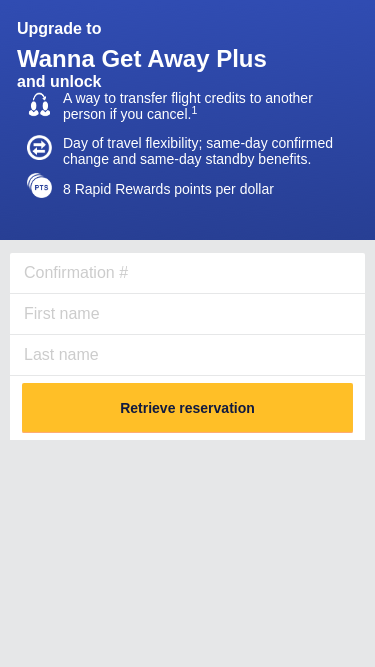 Upgrade to
Wanna Get Away Plus
and unlock
A way to transfer flight credits to another
person if you cancel.1
Day of travel flexibility; same-day confirmed
change and same-day standby benefits.
PTS
8 Rapid Rewards points per dollar
Confirmation #
First name
Last name
Retrieve reservation